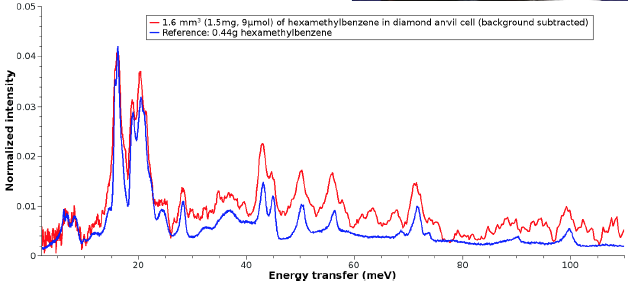 0.05
1.6 mm³ (1.5mg, 9μmol) of hexamethylbenzene in diamond anvil cell (background subtracted)
Reference: 0.44g hexamethylbenzene
0.04
0.03
0.02
0.01
0
Normalized intensity
20
40
60
80
100
Energy transfer (meV)